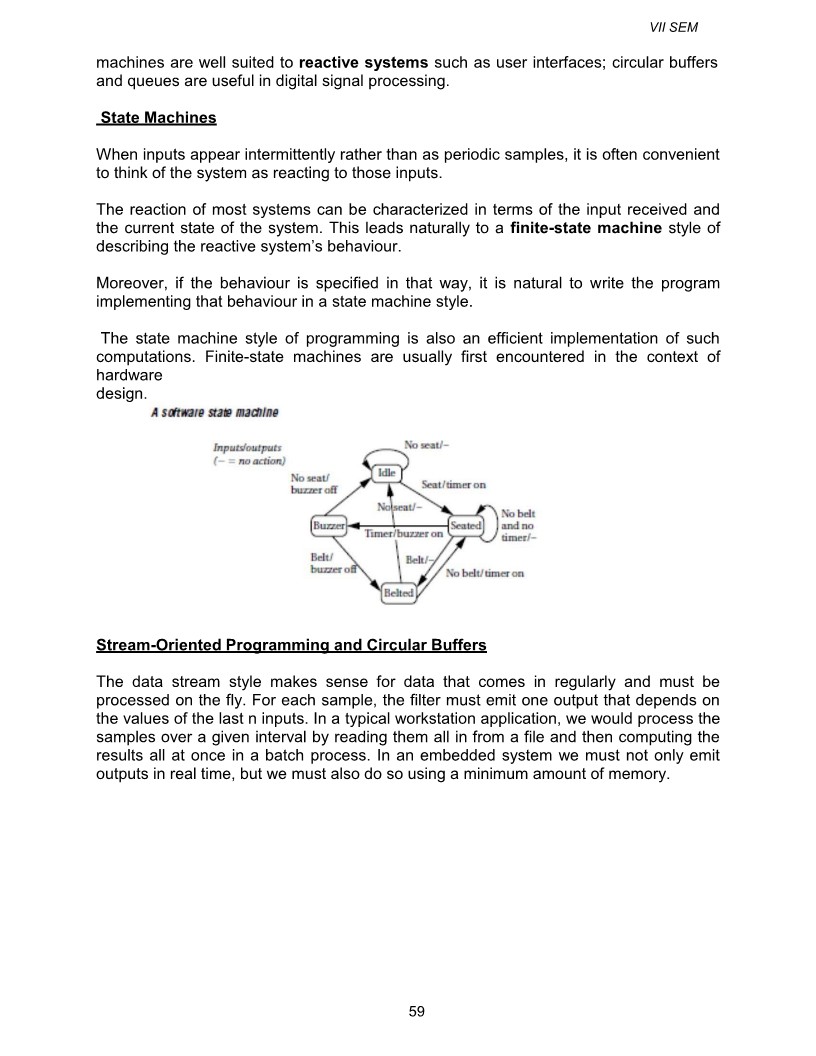 VII SEM
machines are well suited to reactive systems such as user interfaces; circular buffers
and queues are useful in digital signal processing.
State Machines
When inputs appear intermittently rather than as periodic samples, it is often convenient
to think of the system as reacting to those inputs.
The reaction of most systems can be characterized in terms of the input received and
the current state of the system. This leads naturally to a finite-state machine style of
describing the reactive system’s behaviour.
Moreover, if the behaviour is specified in that way, it is natural to write the program
implementing that behaviour in a state machine style.
The state machine style of programming is also an efficient implementation of such
computations. Finite-state machines are usually first encountered in the context of
hardware
design.
A software state machine
Inputs/outputs
(– = no action)
No seat/–
Idle
No seat/
buzzer off
Seat/timer on
No seat/–
Buzzer
Timer/buzzer on
Seated
No belt
and no
timer/–
Belt/
buzzer off
Belt/–
No belt/timer on
Belted
Stream-Oriented Programming and Circular Buffers
The data stream style makes sense for data that comes in regularly and must be
processed on the fly. For each sample, the filter must emit one output that depends on
the values of the last n inputs. In a typical workstation application, we would process the
samples over a given interval by reading them all in from a file and then computing the
results all at once in a batch process. In an embedded system we must not only emit
outputs in real time, but we must also do so using a minimum amount of memory.
59